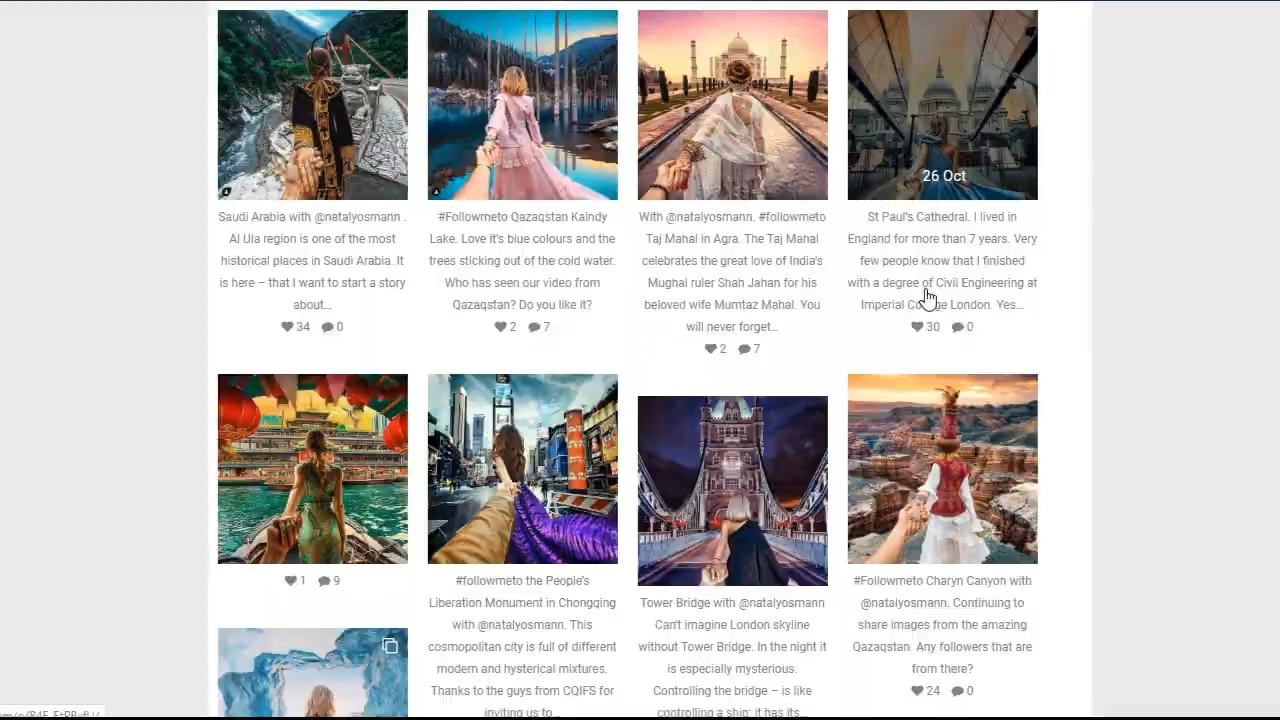 26 Oct
Saudi Arabia with @natalyosmann .
Al Ula region is one of the most
historical places in Saudi Arabia. It
is here – that I want to start a story
about...
34 0
#Followmeto Qazaqstan Kaindy
Lake. Love it's blue colours and the
trees sticking out of the cold water.
Who has seen our video from
Qazaqstan? Do you like it?
2 7
With @natalyosmann. #followmeto
Taj Mahal in Agra. The Taj Mahal
celebrates the great love of India's
Mughal ruler Shah Jahan for his
beloved wife Mumtaz Mahal. You
will never forget...
2 7
St Paul's Cathedral. I lived in
England for more than 7 years. Very
few people know that I finished
with a degree of Civil Engineering at
Imperial College London. Yes...
30 0
1 9
#followmeto the People's
Liberation Monument in Chongqing
with @natalyosmann. This
cosmopolitan city is full of different
modern and hysterical mixtures.
Thanks to the guys from CQIFS for
inviting us to...
Tower Bridge with @natalyosmann
Can't imagine London skyline
without Tower Bridge. In the night it
is especially mysterious.
Controlling the bridge – is like
controlling a ship: it has its...
#Followmeto Charyn Canyon with
@natalyosmann. Continuing to
share images from the amazing
Qazaqstan. Any followers that are
from there?
24 0